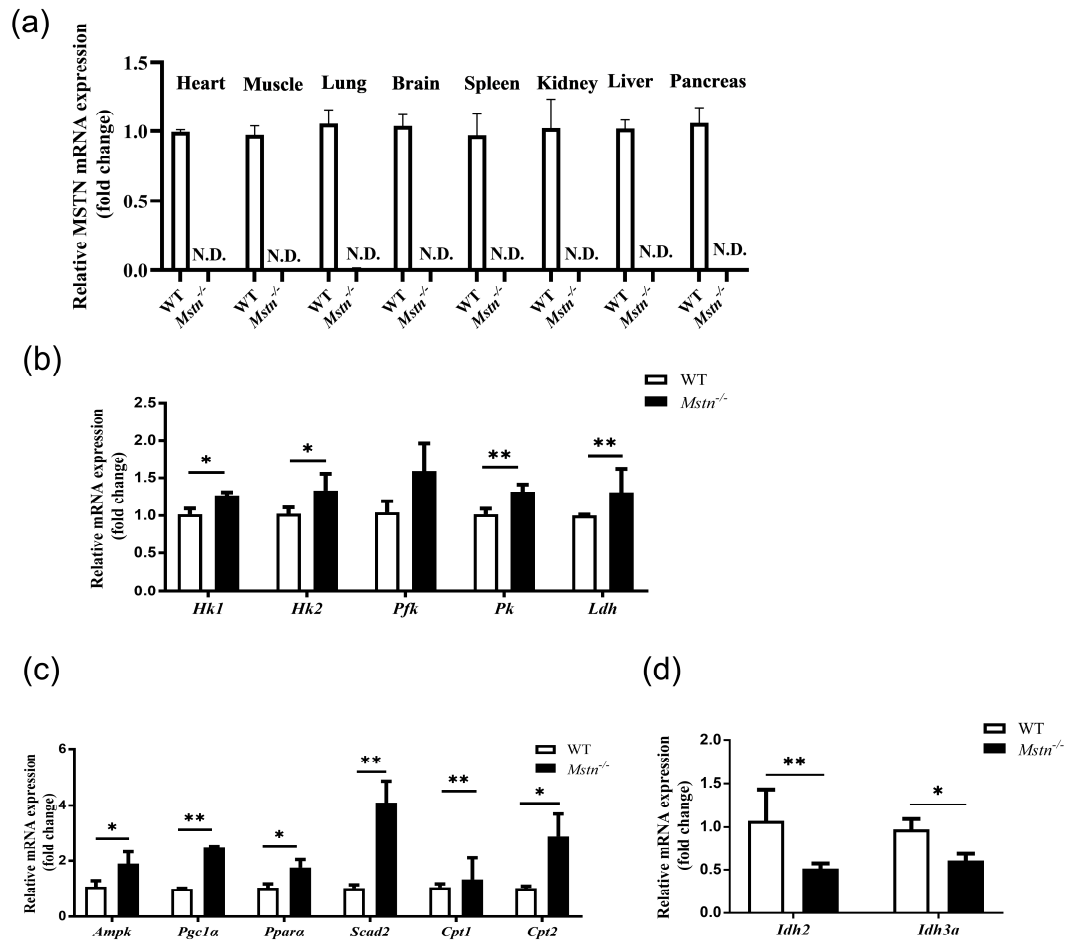 (a)
Relative MSTN mRNA expression
(fold change)
1.5
1.0
0.5
0.0
Heart Muscle Lung Brain Spleen Kidney Liver Pancreas
N.D. N.D. N.D. N.D. N.D. N.D. N.D. N.D.
WT Mstn-/- WT Mstn-/- WT Mstn-/- WT Mstn-/- WT Mstn-/- WT Mstn-/- WT Mstn-/- WT Mstn-/-
(b)
WT
Mstn-/-
Relative mRNA expression
(fold change)
2.5
2.0
1.5
1.0
0.5
0.0
* * ** **
Hk1 Hk2 Pfk Pk Ldh
(c)
WT
Mstn-/-
Relative mRNA expression
(fold change)
6
4
2
0
* ** * ** ** *
Ampk Pgc1α Pparα Scad2 Cpt1 Cpt2
(d)
WT
Mstn-/-
Relative mRNA expression
(fold change)
2.0
1.5
1.0
0.5
0.0
** *
Idh2 Idh3a